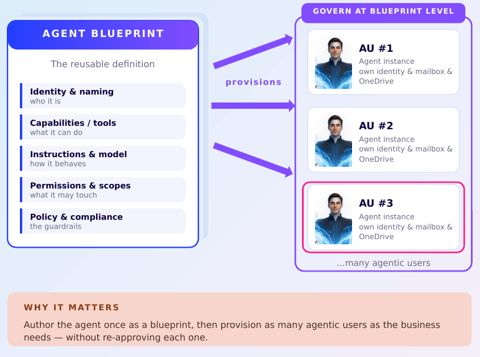 AGENT BLUEPRINT
The reusable definition
Identity & naming
who it is
Capabilities / tools
what it can do
Instructions & model
how it behaves
Permissions & scopes
what it may touch
Policy & compliance
the guardrails
provisions
GOVERN AT BLUEPRINT LEVEL
AU #1
Agent instance
own identity & mailbox &
OneDrive
AU #2
Agent instance
own identity & mailbox &
OneDrive
AU #3
Agent instance
own identity & mailbox &
OneDrive
...many agentic users
WHY IT MATTERS
Author the agent once as a blueprint, then provision as many agentic users as the business
needs — without re-approving each one.